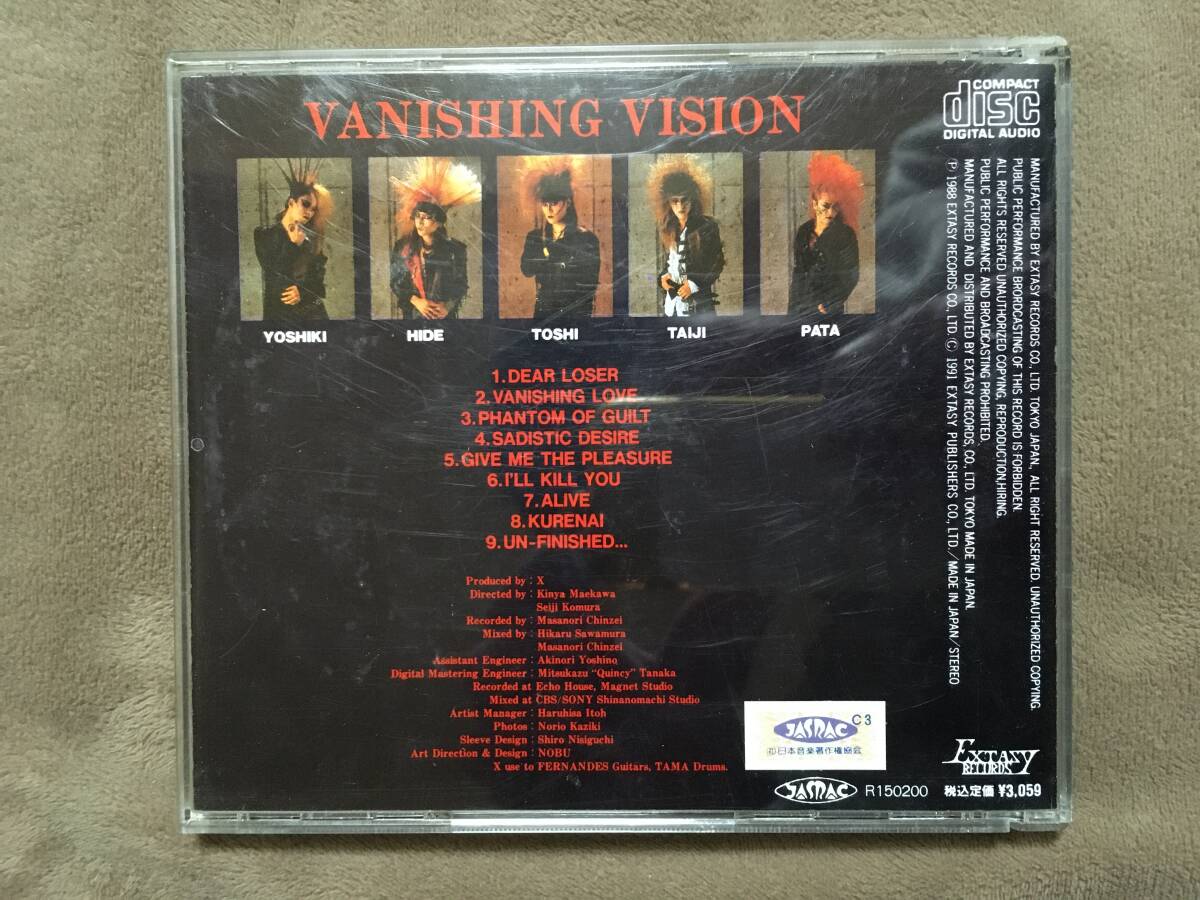 VANISHING VISION
COMPACT
disc
DIGITAL AUDIO
YOSHIKI
HIDE
TOSHI
TAIJI
PATA
1.DEAR LOSER
2.VANISHING LOVE
3.PHANTOM OF GUILT
4.SADISTIC DESIRE
5.GIVE ME THE PLEASURE
6.I'LL KILL YOU
7.ALIVE
8.KURENAI
9.UN-FINISHED...
Produced by : X
Directed by : Kinya Maekawa
Seiji Komura
Recorded by : Masanori Chinzei
Mixed by : Hikaru Sawamura
Masanori Chinzei
Assistant Engineer : Akinori Yoshino
Digital Mastering Engineer : Mitsukazu "Quincy" Tanaka
Recorded at Echo House, Magnet Studio
Mixed at CBS/SONY Shinanomachi Studio
Artist Manager : Haruhisa Itoh
Photos : Norio Kaziki
Sleeve Design : Shiro Nisiguchi
Art Direction & Design : NOBU
X use to FERNANDES Guitars, TAMA Drums.
MANUFACTURED BY EXTASY RECORDS CO., LTD. TOKYO JAPAN, ALL RIGHT RESERVED. UNAUTHORIZED COPYING.
PUBLIC PERFORMANCE BRODCASTING OF THIS RECORD IS FORBIDDEN.
ALL RIGHTS RESERVED UNAUTHORIZED COPYING, REPRODUCTION,HIRING.
PUBLIC PERFORMANCE AND BROADCASTING PROHIBITED.
MANUFACTURED AND DISTRIBUTED BY EXTASY RECORDS, CO., LTD. TOKYO MADE IN JAPAN.
Ⓟ 1988 EXTASY RECORDS CO., LTD. Ⓒ 1991 EXTASY PUBLISHERS CO., LTD./MADE IN JAPAN/STEREO
JASRAC C3
日本音楽著作権協会
EXTASY
RECORDS
JASRAC R150200 税込定価 ¥3,059